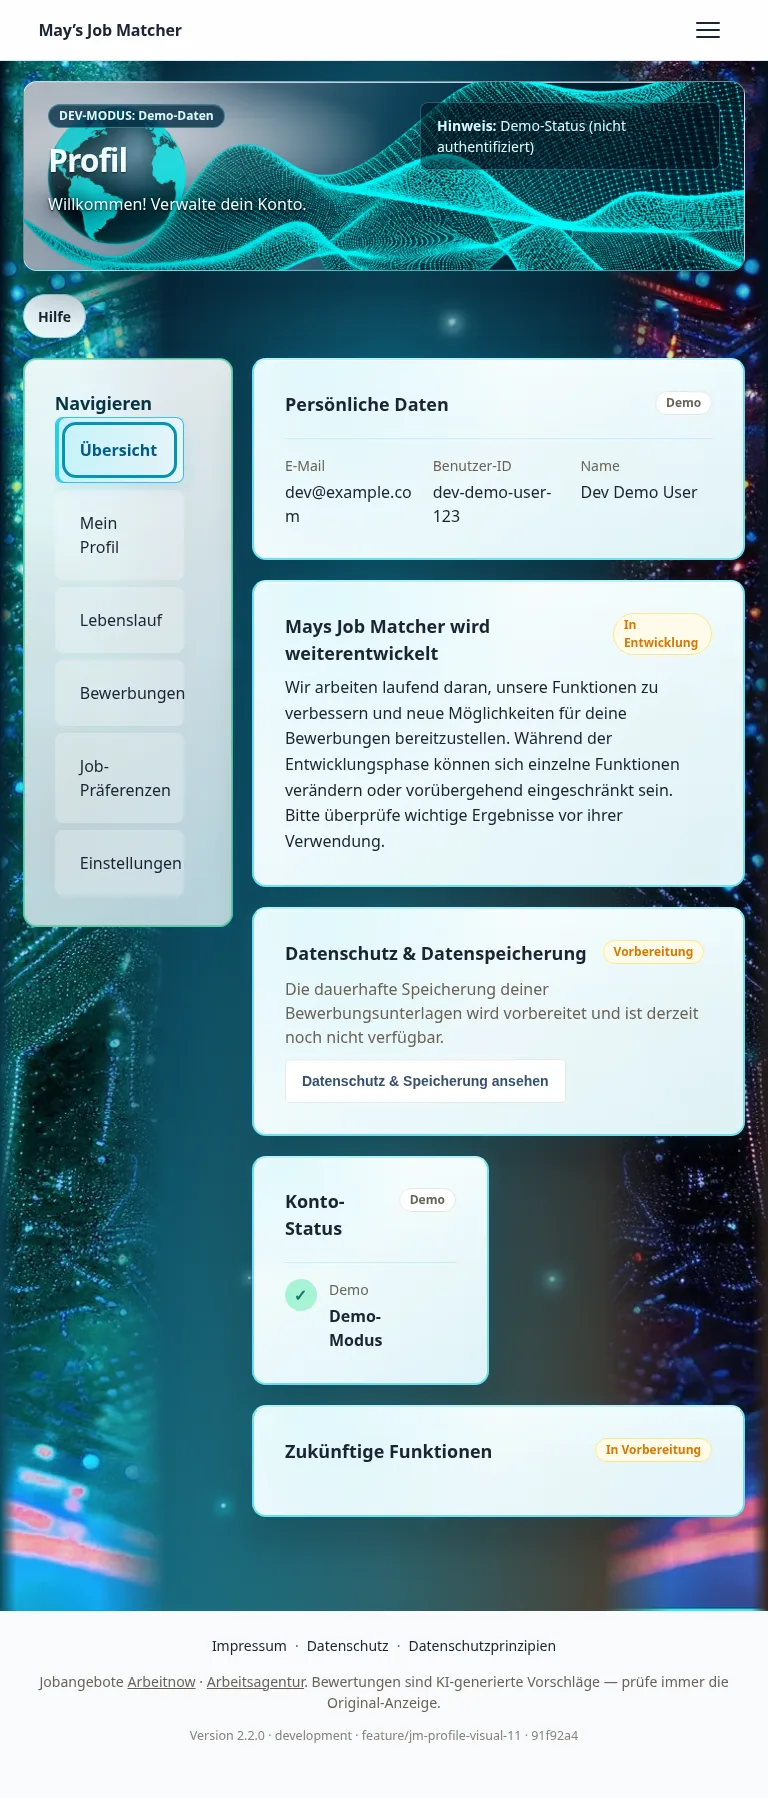 May’s Job Matcher
DEV-MODUS: Demo-Daten
Profil
Willkommen! Verwalte dein Konto.
Hinweis: Demo-Status (nicht
authentifiziert)
Hilfe
Navigieren
Übersicht
Mein
Profil
Lebenslauf
Bewerbungen
Job-
Präferenzen
Einstellungen
Persönliche Daten
Demo
E-Mail
Benutzer-ID
Name
dev@example.co
m
dev-demo-user-
123
Dev Demo User
Mays Job Matcher wird
weiterentwickelt
In
Entwicklung
Wir arbeiten laufend daran, unsere Funktionen zu
verbessern und neue Möglichkeiten für deine
Bewerbungen bereitzustellen. Während der
Entwicklungsphase können sich einzelne Funktionen
verändern oder vorübergehend eingeschränkt sein.
Bitte überprüfe wichtige Ergebnisse vor ihrer
Verwendung.
Datenschutz & Datenspeicherung
Vorbereitung
Die dauerhafte Speicherung deiner
Bewerbungsunterlagen wird vorbereitet und ist derzeit
noch nicht verfügbar.
Datenschutz & Speicherung ansehen
Konto-
Status
Demo
✓
Demo
Demo-
Modus
Zukünftige Funktionen
In Vorbereitung
Impressum · Datenschutz · Datenschutzprinzipien
Jobangebote Arbeitnow · Arbeitsagentur. Bewertungen sind KI-generierte Vorschläge — prüfe immer die
Original-Anzeige.
Version 2.2.0 · development · feature/jm-profile-visual-11 · 91f92a4